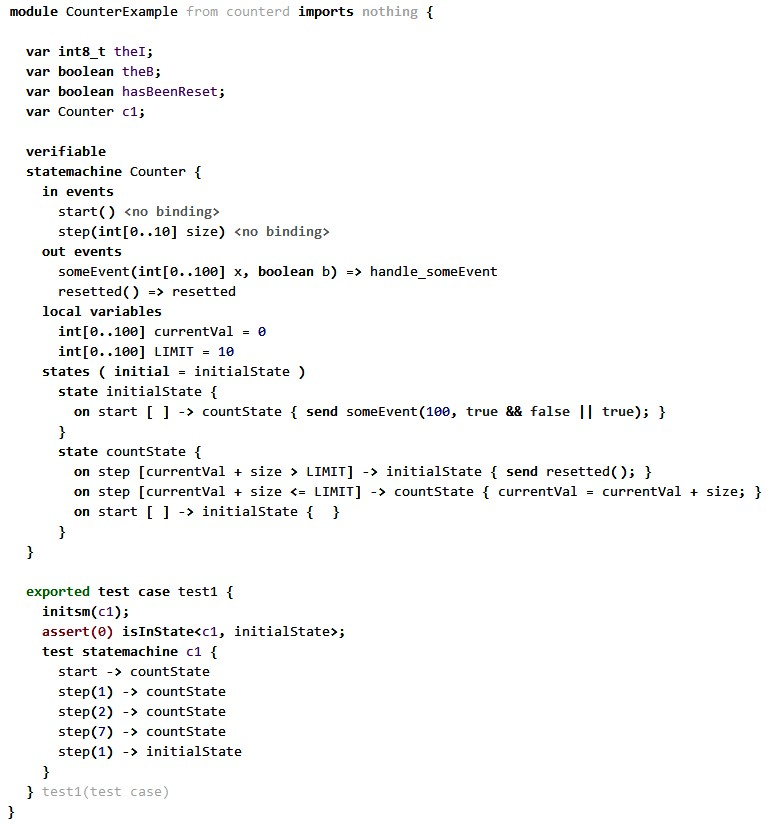 module CounterExample from counterd imports nothing {
var int8_t theI;
var boolean theB;
var boolean hasBeenReset;
var Counter c1;
verifiable
statemachine Counter {
in events
start() <no binding>
step(int[0..10] size) <no binding>
out events
someEvent(int[0..100] x, boolean b) => handle_someEvent
resetted() => resetted
local variables
int[0..100] currentVal = 0
int[0..100] LIMIT = 10
states ( initial = initialState )
state initialState {
on start [ ] -> countState { send someEvent(100, true && false || true); }
}
state countState {
on step [currentVal + size > LIMIT] -> initialState { send resetted(); }
on step [currentVal + size <= LIMIT] -> countState { currentVal = currentVal + size; }
on start [ ] -> initialState {  }
}
}
exported test case test1 {
initsm(c1);
assert(0) isInState<c1, initialState>;
test statemachine c1 {
start -> countState
step(1) -> countState
step(2) -> countState
step(7) -> countState
step(1) -> initialState
}
} test1(test case)
}